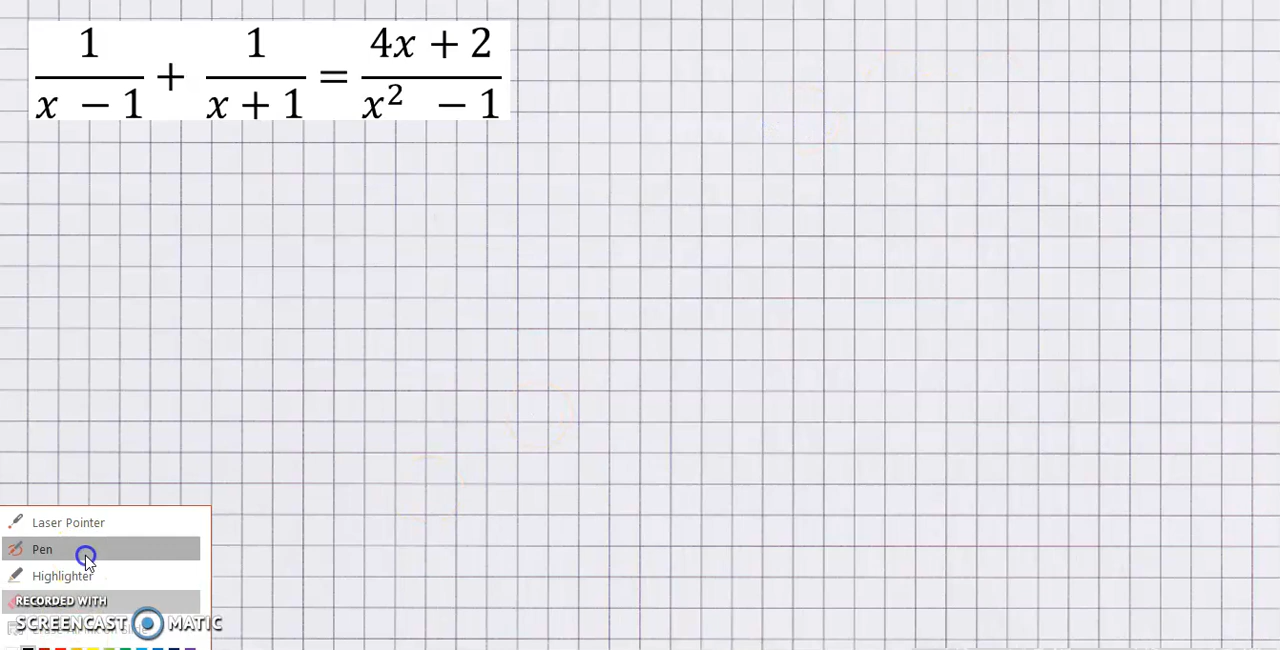 1/(x − 1) + 1/(x + 1) = (4x + 2)/(x² − 1)
Laser Pointer
Pen
Highlighter
RECORDED WITH
SCREENCAST MATIC